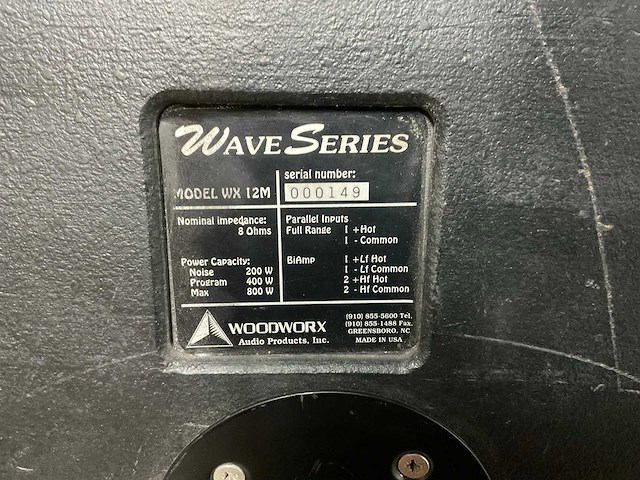 WAVE SERIES
MODEL WX 12M
serial number:
000149
Nominal impedance:
8 Ohms
Power Capacity:
Noise 200 W
Program 400 W
Max 800 W
Parallel Inputs
Full Range 1 +Hot
1 - Common
BiAmp 1 +Lf Hot
1 - Lf Common
2 +Hf Hot
2 - Hf Common
WOODWORX
Audio Products, Inc.
(910) 855-5600 Tel.
(910) 855-1488 Fax.
GREENSBORO, NC
MADE IN USA